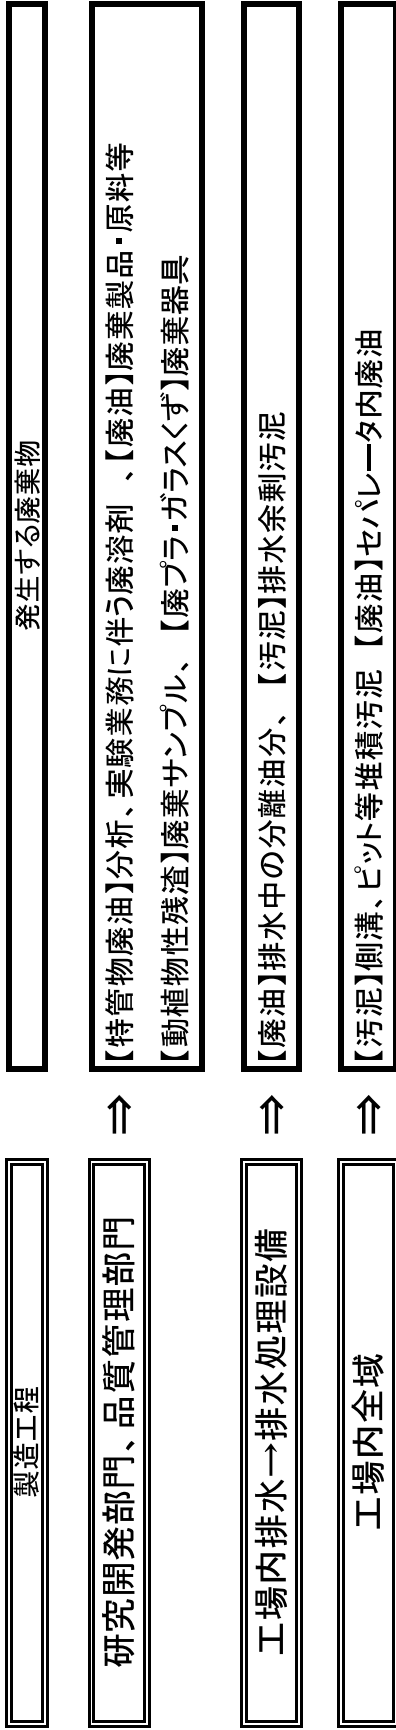 製造工程
発生する廃棄物
研究開発部門、品質管理部門
⇒
【特管物廃油】分析、実験業務に伴う廃溶剤 、【廃油】廃棄製品・原料等
【動植物性残渣】廃棄サンプル、【廃プラ・ガラスくず】廃棄器具
工場内排水→排水処理設備
⇒
【廃油】排水中の分離油分、【汚泥】排水余剰汚泥
工場内全域
⇒
【汚泥】側溝、ピット等堆積汚泥 【廃油】セパレータ内廃油